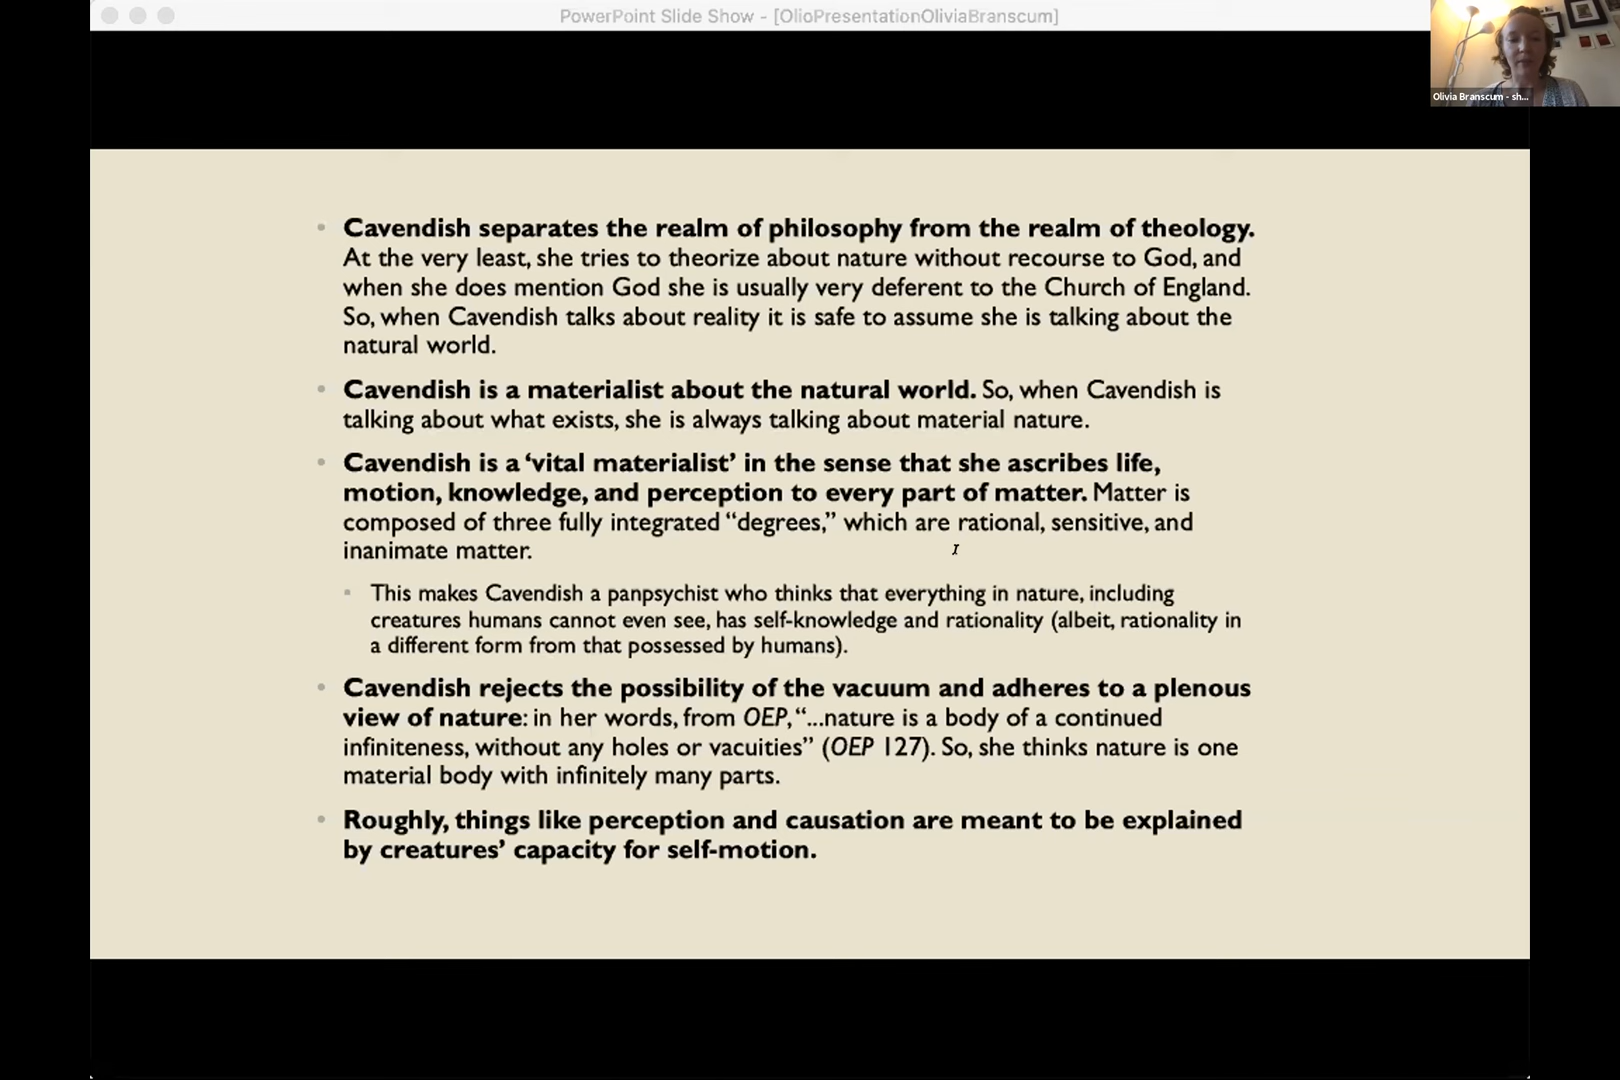 PowerPoint Slide Show - [OlioPresentationOliviaBranscum]
Olivia Branscum - sh...
• Cavendish separates the realm of philosophy from the realm of theology.
At the very least, she tries to theorize about nature without recourse to God, and
when she does mention God she is usually very deferent to the Church of England.
So, when Cavendish talks about reality it is safe to assume she is talking about the
natural world.
• Cavendish is a materialist about the natural world. So, when Cavendish is
talking about what exists, she is always talking about material nature.
• Cavendish is a ‘vital materialist’ in the sense that she ascribes life,
motion, knowledge, and perception to every part of matter. Matter is
composed of three fully integrated “degrees,” which are rational, sensitive, and
inanimate matter.
• This makes Cavendish a panpsychist who thinks that everything in nature, including
creatures humans cannot even see, has self-knowledge and rationality (albeit, rationality in
a different form from that possessed by humans).
• Cavendish rejects the possibility of the vacuum and adheres to a plenous
view of nature: in her words, from OEP, “...nature is a body of a continued
infiniteness, without any holes or vacuities” (OEP 127). So, she thinks nature is one
material body with infinitely many parts.
• Roughly, things like perception and causation are meant to be explained
by creatures’ capacity for self-motion.